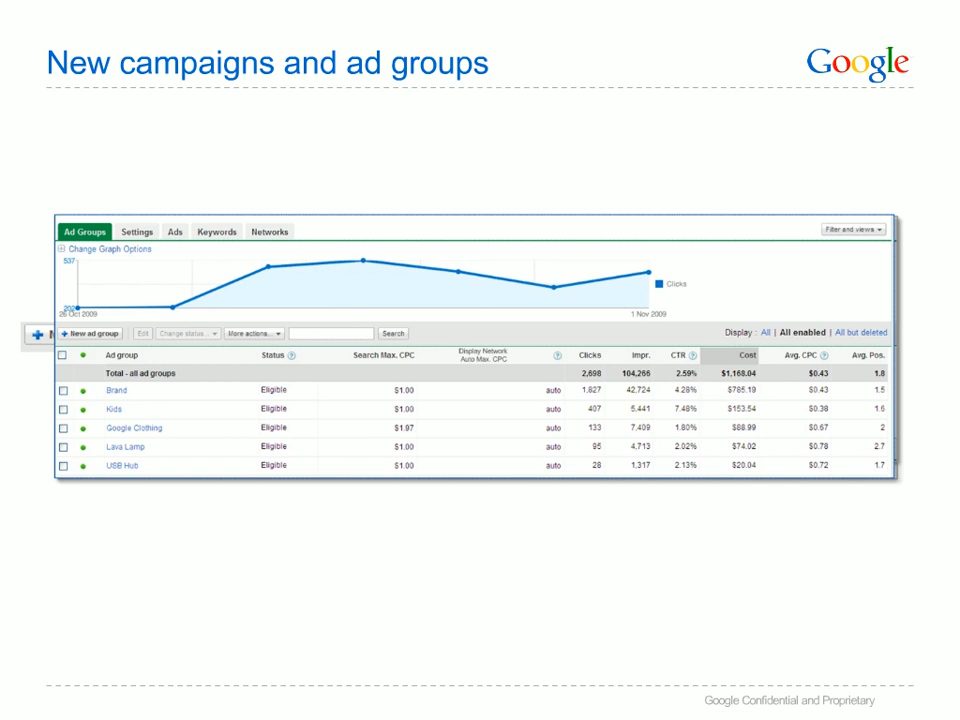 New campaigns and ad groups
Google
Ad Groups Settings Ads Keywords Networks Filter and views
Change Graph Options
537
Clicks
202
26 Oct 2009 1 Nov 2009
New ad group Edit Change status... More actions... Search Display : All | All enabled | All but deleted
Ad group Status Search Max. CPC Display Network Auto Max. CPC Clicks Impr. CTR Cost Avg. CPC Avg. Pos.
Total - all ad groups 2,698 104,266 2.59% $1,168.04 $0.43 1.8
Brand Eligible $1.00 auto 1,827 42,724 4.28% $785.19 $0.43 1.5
Kids Eligible $1.00 auto 407 5,441 7.48% $153.54 $0.38 1.6
Google Clothing Eligible $1.97 auto 133 7,409 1.80% $88.99 $0.67 2
Lava Lamp Eligible $1.00 auto 95 4,713 2.02% $74.02 $0.78 2.7
USB Hub Eligible $1.00 auto 28 1,317 2.13% $20.04 $0.72 1.7
Google Confidential and Proprietary